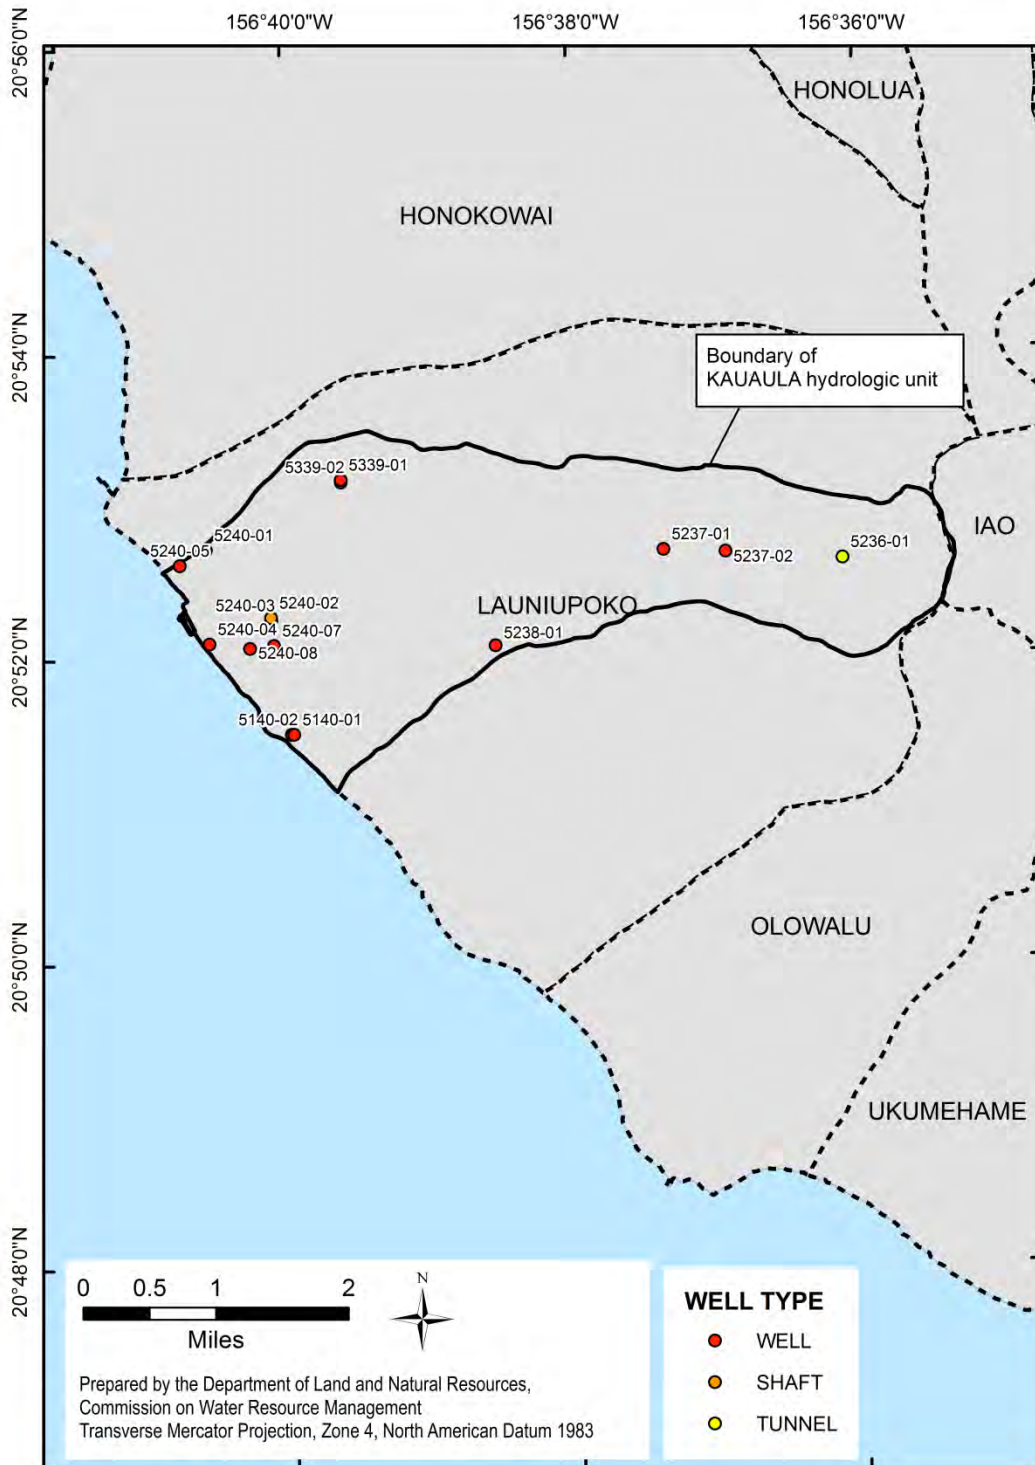 156°40'0"W
156°38'0"W
156°36'0"W
20°56'0"N
20°54'0"N
20°52'0"N
20°50'0"N
20°48'0"N
HONOLUA
HONOKOWAI
Boundary of
KAUAULA hydrologic unit
5339-02
5339-01
IAO
5240-01
5240-05
5237-01
5237-02
5236-01
5240-03
5240-02
LAUNIUPOKO
5240-04
5240-07
5240-08
5238-01
5140-02
5140-01
OLOWALU
UKUMEHAME
0 0.5 1 2
Miles
N
Prepared by the Department of Land and Natural Resources,
Commission on Water Resource Management
Transverse Mercator Projection, Zone 4, North American Datum 1983
WELL TYPE
WELL
SHAFT
TUNNEL